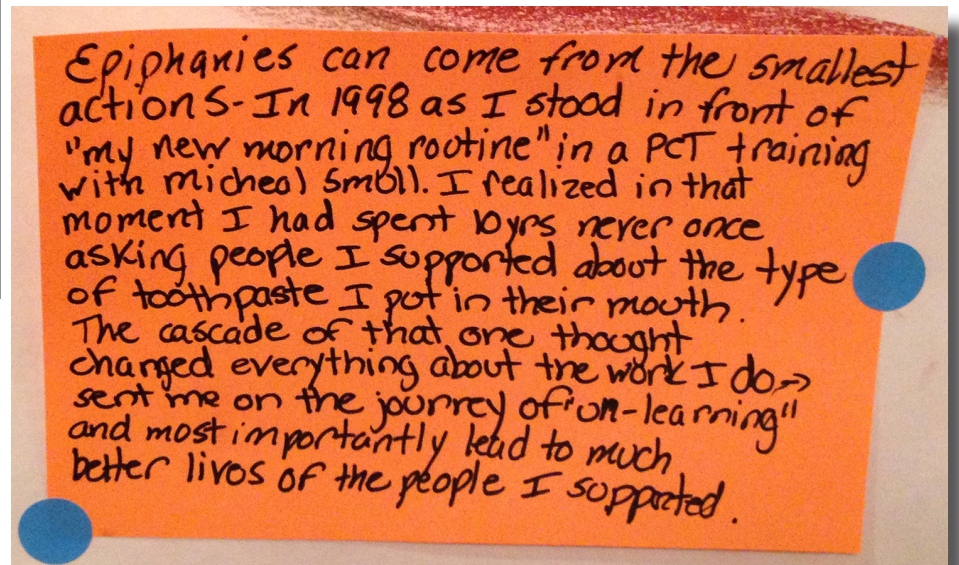 Epiphanies can come from the smallest
actions - In 1998 as I stood in front of
"my new morning routine" in a PCT training
with micheal Smull. I realized in that
moment I had spent 10yrs never once
asking people I supported about the type
of toothpaste I put in their mouth.
The cascade of that one thought
changed everything about the work I do →
sent me on the journey of "un-learning"
and most importantly lead to much
better lives of the people I supported.